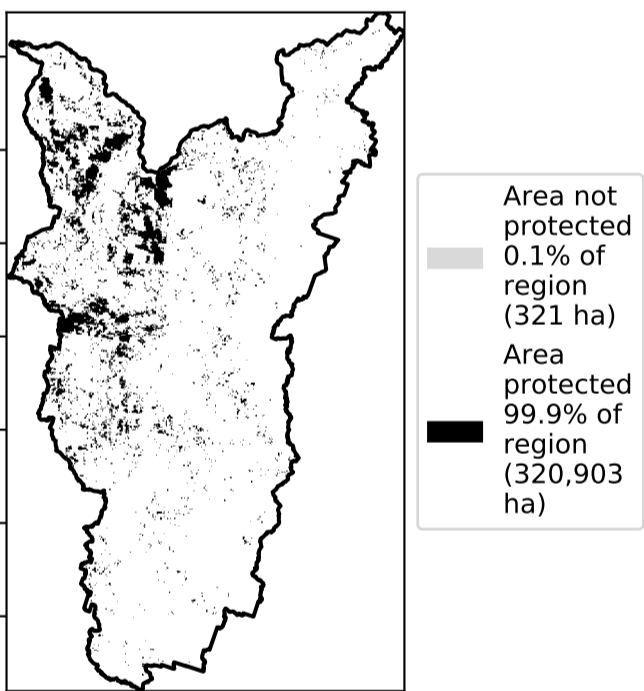 Area not
protected
0.1% of
region
(321 ha)
Area
protected
99.9% of
region
(320,903
ha)